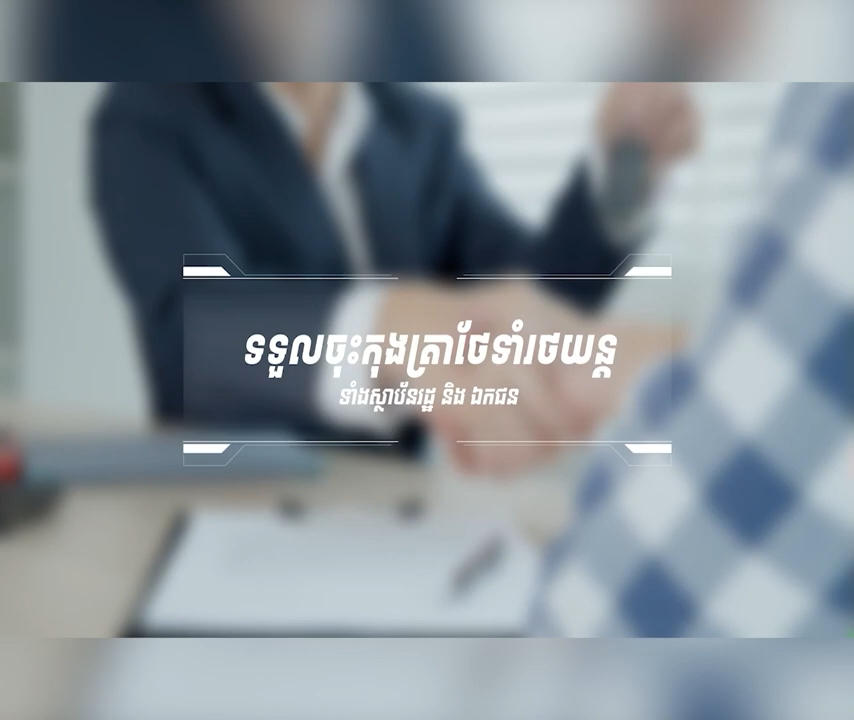 ទទួលចុះកុងត្រាថែទាំរថយន្ត
ទាំងស្ថាប័នរដ្ឋ និង ឯកជន